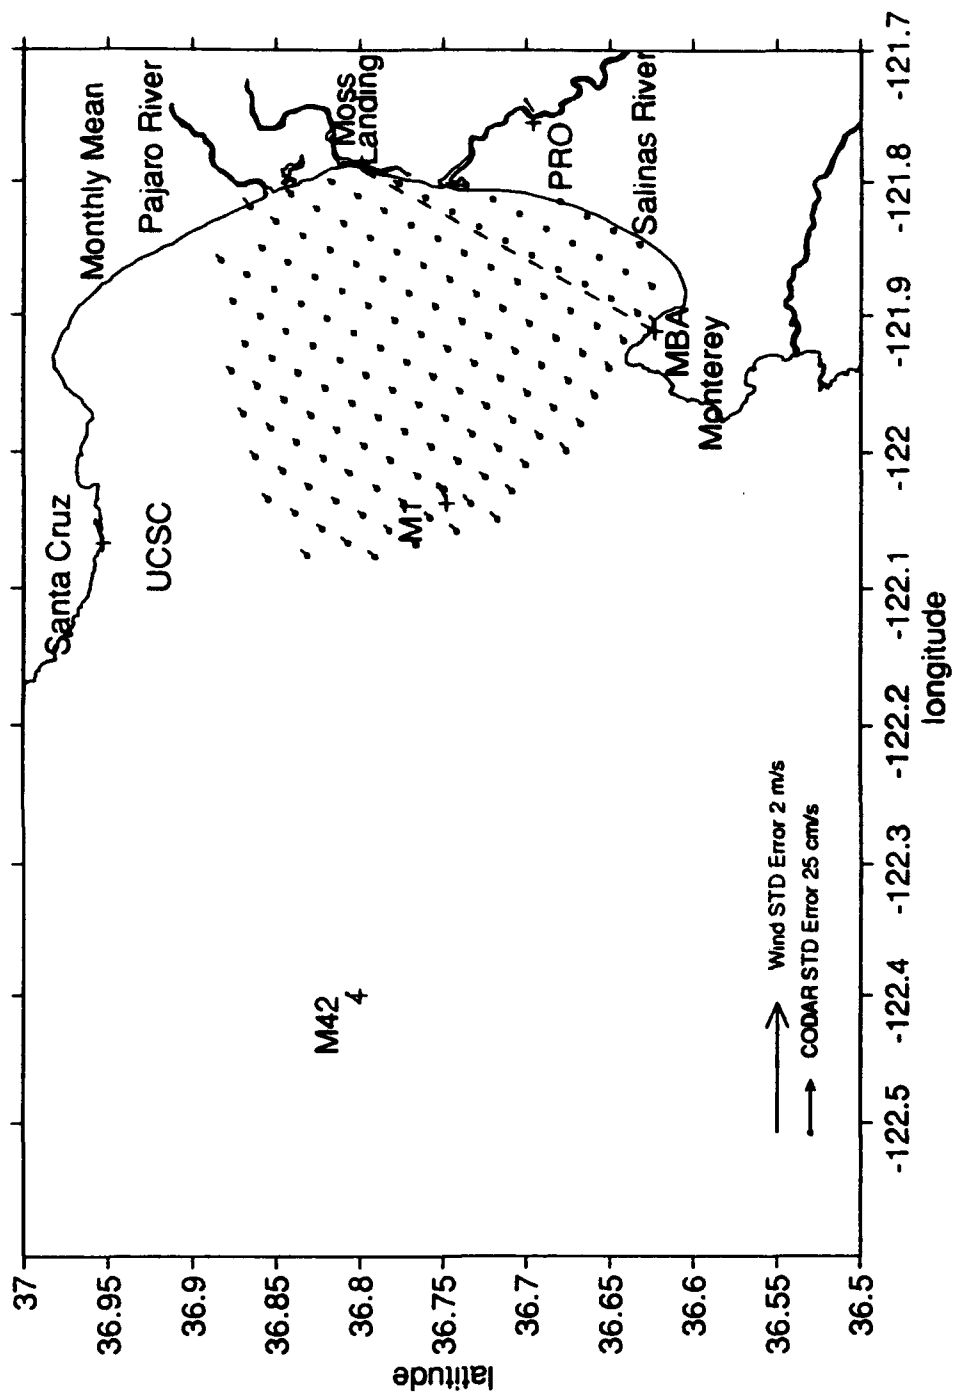 Monthly Mean
Santa Cruz
Pajaro River
UCSC
Moss
Landing
M42
M1
PRO
Salinas River
MBA
Monterey
Wind STD Error 2 m/s
CODAR STD Error 25 cm/s
latitude
37
36.95
36.9
36.85
36.8
36.75
36.7
36.65
36.6
36.55
36.5
-122.5
-122.4
-122.3
-122.2
-122.1
-122
-121.9
-121.8
-121.7
longitude